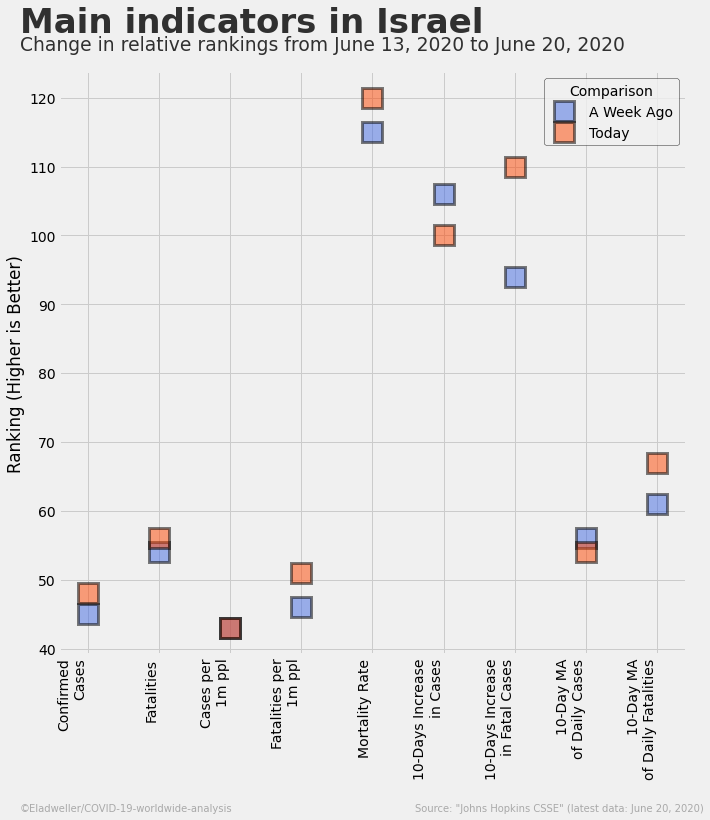 Main indicators in Israel
Change in relative rankings from June 13, 2020 to June 20, 2020
Comparison
A Week Ago
Today
Ranking (Higher is Better)
120
110
100
90
80
70
60
50
40
Confirmed
Cases
Fatalities
Cases per
1m ppl
Fatalities per
1m ppl
Mortality Rate
10-Days Increase
in Cases
10-Days Increase
in Fatal Cases
10-Day MA
of Daily Cases
10-Day MA
of Daily Fatalities
©Eladweller/COVID-19-worldwide-analysis
Source: "Johns Hopkins CSSE" (latest data: June 20, 2020)